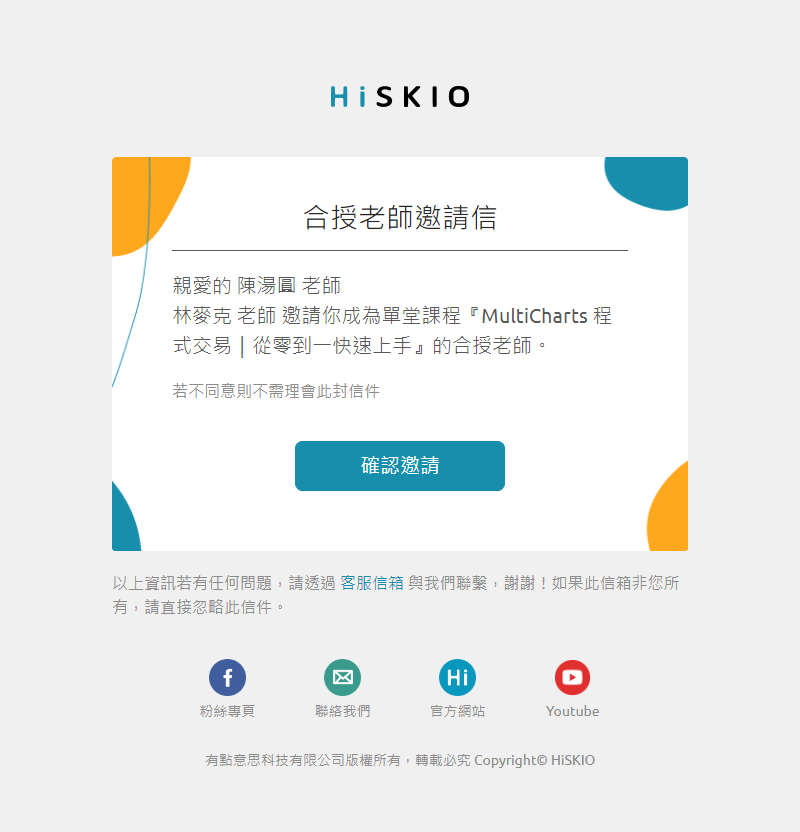 HiSKIO
合授老師邀請信
親愛的 陳湯圓 老師
林麥克 老師 邀請你成為單堂課程『MultiCharts 程
式交易｜從零到一快速上手』的合授老師。
若不同意則不需理會此封信件
確認邀請
以上資訊若有任何問題，請透過 客服信箱 與我們聯繫，謝謝！如果此信箱非您所
有，請直接忽略此信件。
f Hi
粉絲專頁 聯絡我們 官方網站 Youtube
有點意思科技有限公司版權所有，轉載必究 Copyright© HiSKIO